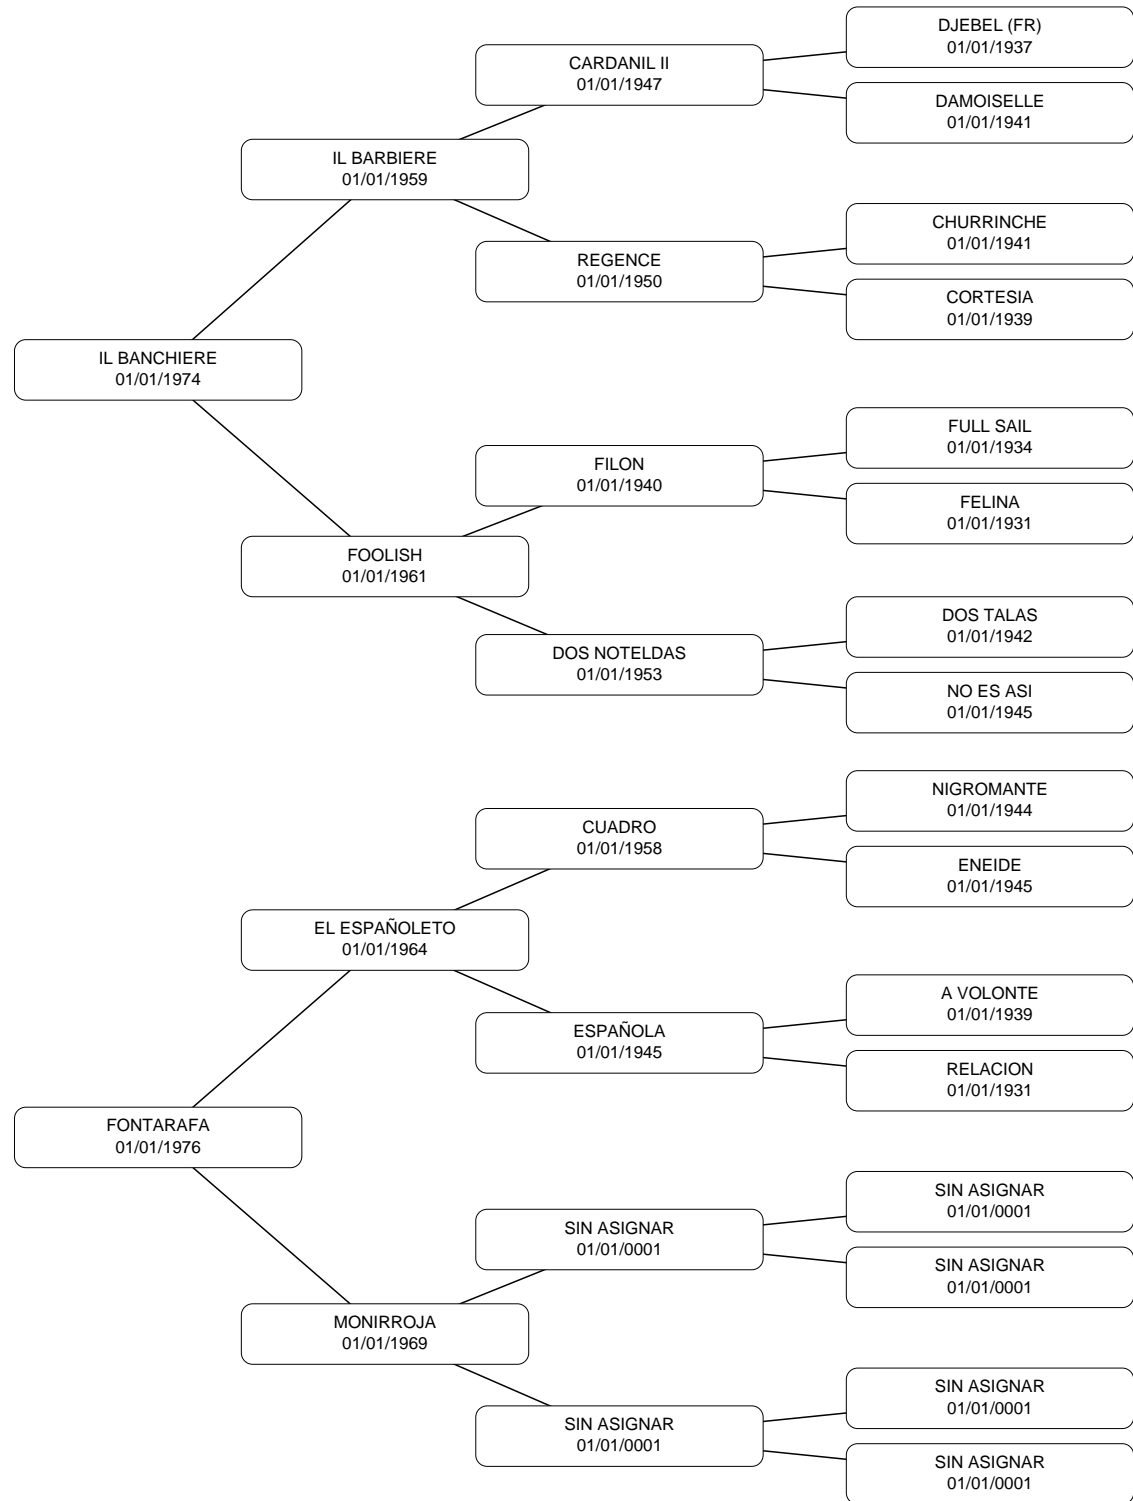 DJEBEL (FR)
01/01/1937
CARDANIL II
01/01/1947
DAMOISELLE
01/01/1941
IL BARBIERE
01/01/1959
CHURRINCHE
01/01/1941
REGENCE
01/01/1950
CORTESIA
01/01/1939
IL BANCHIERE
01/01/1974
FULL SAIL
01/01/1934
FILON
01/01/1940
FELINA
01/01/1931
FOOLISH
01/01/1961
DOS TALAS
01/01/1942
DOS NOTELDAS
01/01/1953
NO ES ASI
01/01/1945
NIGROMANTE
01/01/1944
CUADRO
01/01/1958
ENEIDE
01/01/1945
EL ESPAÑOLETO
01/01/1964
A VOLONTE
01/01/1939
ESPAÑOLA
01/01/1945
RELACION
01/01/1931
FONTARAFA
01/01/1976
SIN ASIGNAR
01/01/0001
SIN ASIGNAR
01/01/0001
SIN ASIGNAR
01/01/0001
MONIRROJA
01/01/1969
SIN ASIGNAR
01/01/0001
SIN ASIGNAR
01/01/0001
SIN ASIGNAR
01/01/0001